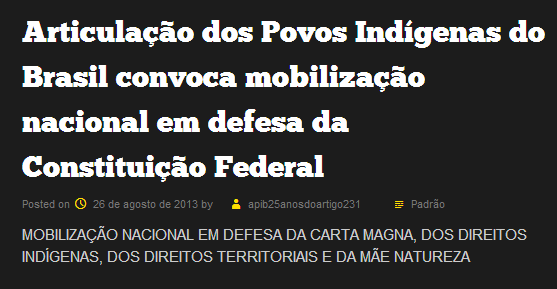 Articulação dos Povos Indígenas do
Brasil convoca mobilização
nacional em defesa da
Constituição Federal
Posted on 26 de agosto de 2013 by apib25anosdoartigo231 Padrão
MOBILIZAÇÃO NACIONAL EM DEFESA DA CARTA MAGNA, DOS DIREITOS
INDÍGENAS, DOS DIREITOS TERRITORIAIS E DA MÃE NATUREZA